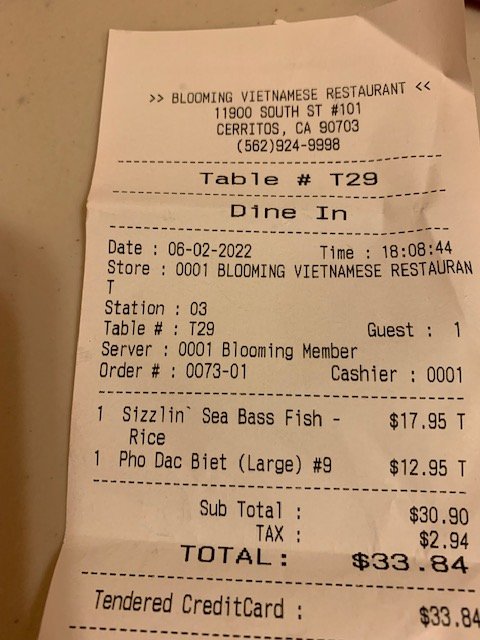 >> BLOOMING VIETNAMESE RESTAURANT <<
11900 SOUTH ST #101
CERRITOS, CA 90703
(562)924-9998
Table # T29
Dine In
Date : 06-02-2022 Time : 18:08:44
Store : 0001 BLOOMING VIETNAMESE RESTAURAN
T
Station : 03
Table # : T29 Guest : 1
Server : 0001 Blooming Member
Order # : 0073-01 Cashier : 0001
1 Sizzlin` Sea Bass Fish - $17.95 T
Rice
1 Pho Dac Biet (Large) #9 $12.95 T
Sub Total : $30.90
TAX : $2.94
TOTAL: $33.84
Tendered CreditCard : $33.84